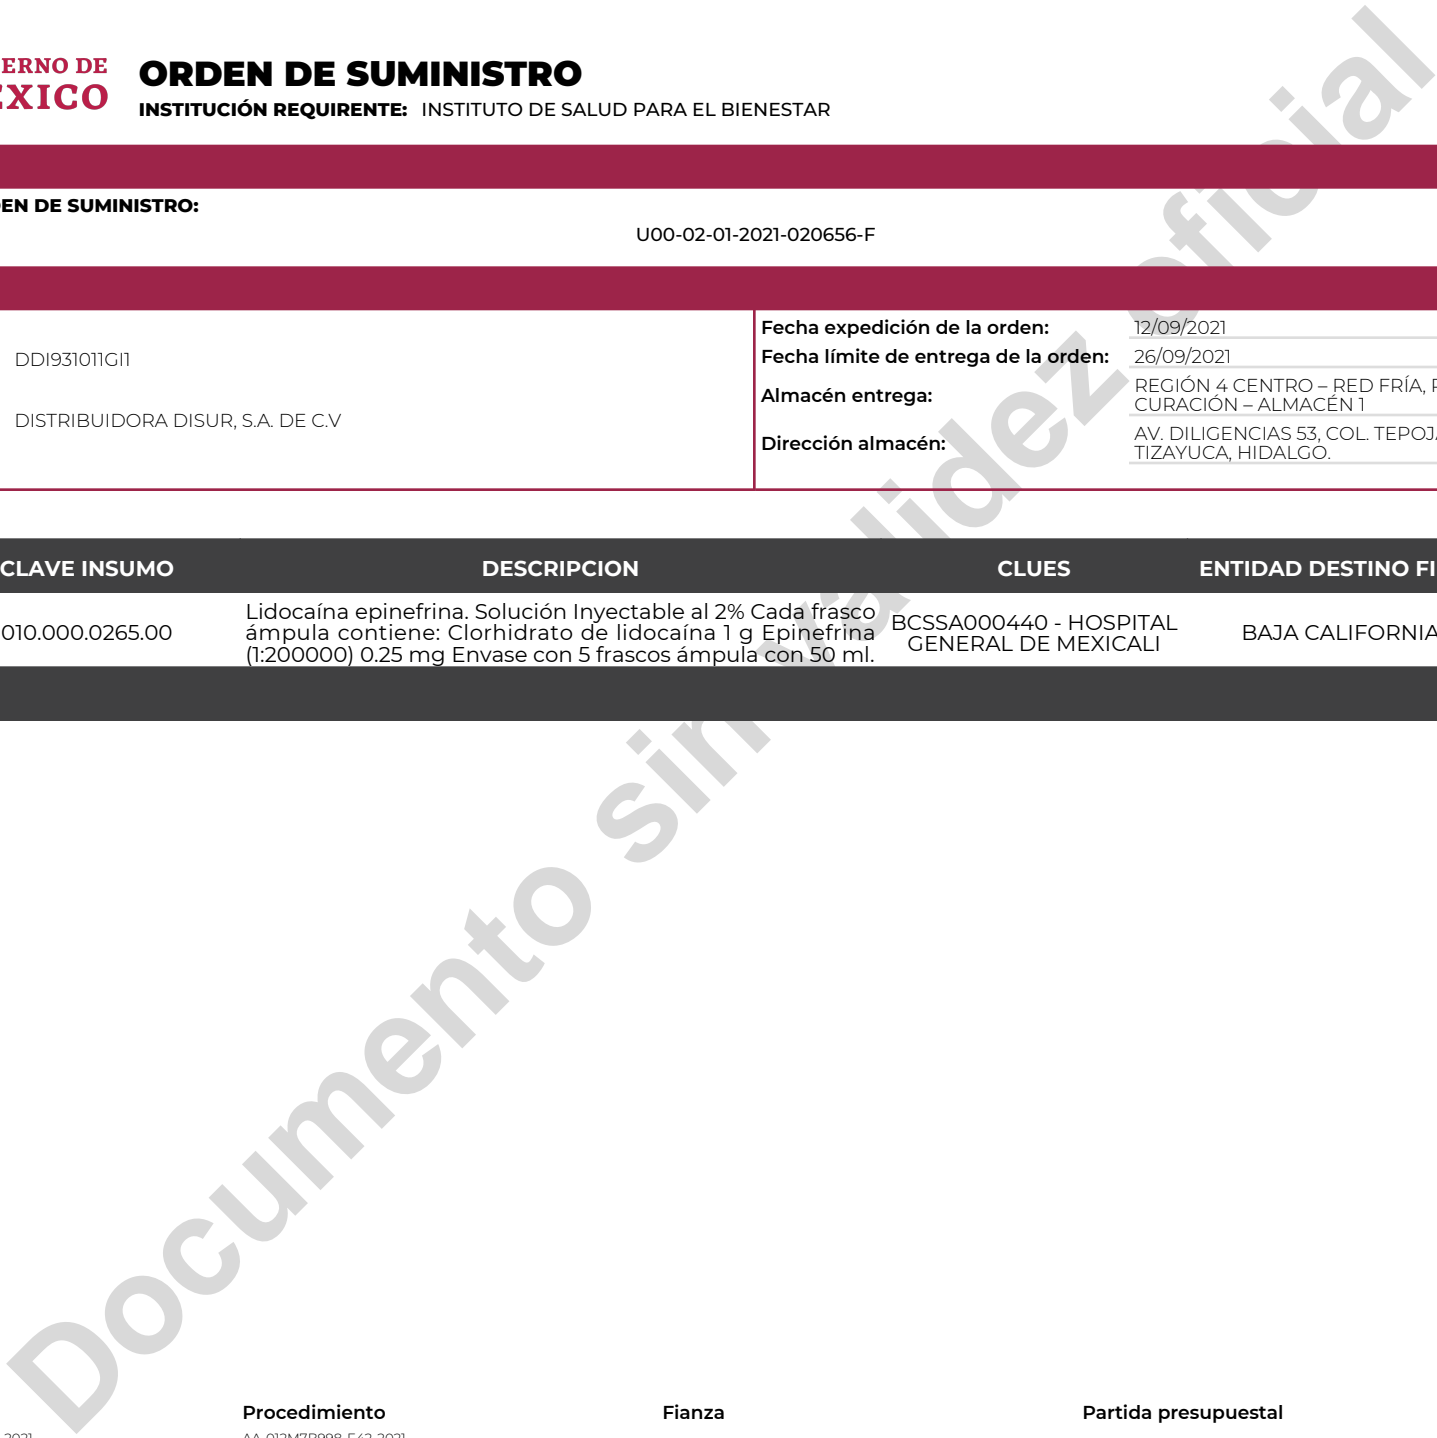 ERNO DE
EXICO
ORDEN DE SUMINISTRO
INSTITUCIÓN REQUIRENTE: INSTITUTO DE SALUD PARA EL BIENESTAR
EN DE SUMINISTRO:
U00-02-01-2021-020656-F
DDI931011GI1
DISTRIBUIDORA DISUR, S.A. DE C.V
Fecha expedición de la orden: 12/09/2021
Fecha límite de entrega de la orden: 26/09/2021
Almacén entrega: REGIÓN 4 CENTRO – RED FRÍA,
CURACIÓN – ALMACÉN 1
Dirección almacén: AV. DILIGENCIAS 53, COL. TEPOJ
TIZAYUCA, HIDALGO.
CLAVE INSUMO DESCRIPCION CLUES ENTIDAD DESTINO FI
010.000.0265.00
Lidocaína epinefrina. Solución Inyectable al 2% Cada frasco
ámpula contiene: Clorhidrato de lidocaína 1 g Epinefrina
(1:200000) 0.25 mg Envase con 5 frascos ámpula con 50 ml.
BCSSA000440 - HOSPITAL
GENERAL DE MEXICALI
BAJA CALIFORNIA
Documento sin validez oficial
Procedimiento Fianza Partida presupuestal